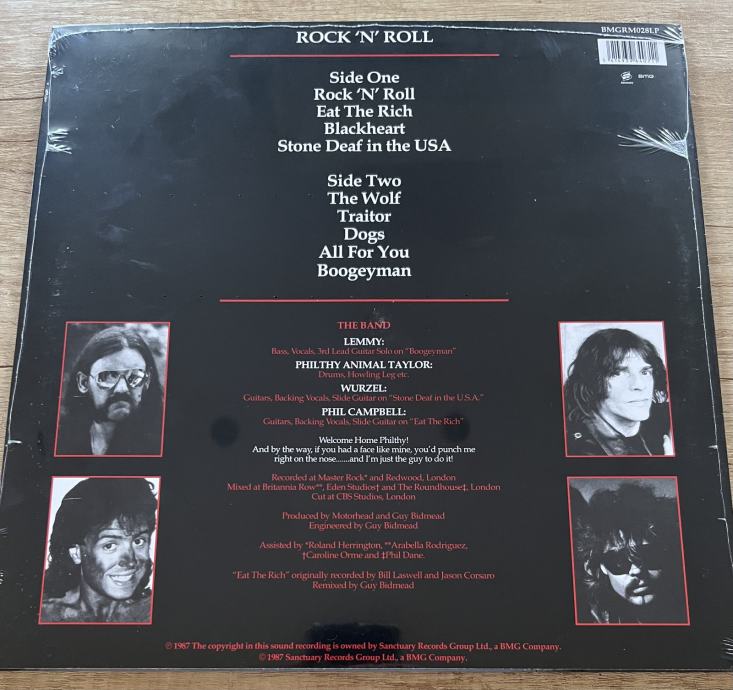 ROCK 'N' ROLL
BMGRM028LP
BMG
Side One
Rock 'N' Roll
Eat The Rich
Blackheart
Stone Deaf in the USA
Side Two
The Wolf
Traitor
Dogs
All For You
Boogeyman
THE BAND
LEMMY:
Bass, Vocals, 3rd Lead Guitar Solo on "Boogeyman"
PHILTHY ANIMAL TAYLOR:
Drums, Howling Leg etc.
WURZEL:
Guitars, Backing Vocals, Slide Guitar on "Stone Deaf in the U.S.A."
PHIL CAMPBELL:
Guitars, Backing Vocals, Slide Guitar on "Eat The Rich"
Welcome Home Philthy!
And by the way, if you had a face like mine, you'd punch me
right on the nose......and I'm just the guy to do it!
Recorded at Master Rock* and Redwood, London
Mixed at Britannia Row**, Eden Studios† and The Roundhouse‡, London
Cut at CBS Studios, London
Produced by Motorhead and Guy Bidmead
Engineered by Guy Bidmead
Assisted by *Roland Herrington, **Arabella Rodriguez,
†Caroline Orme and ‡Phil Dane.
"Eat The Rich" originally recorded by Bill Laswell and Jason Corsaro
Remixed by Guy Bidmead
℗ 1987 The copyright in this sound recording is owned by Sanctuary Records Group Ltd., a BMG Company.
© 1987 Sanctuary Records Group Ltd., a BMG Company.